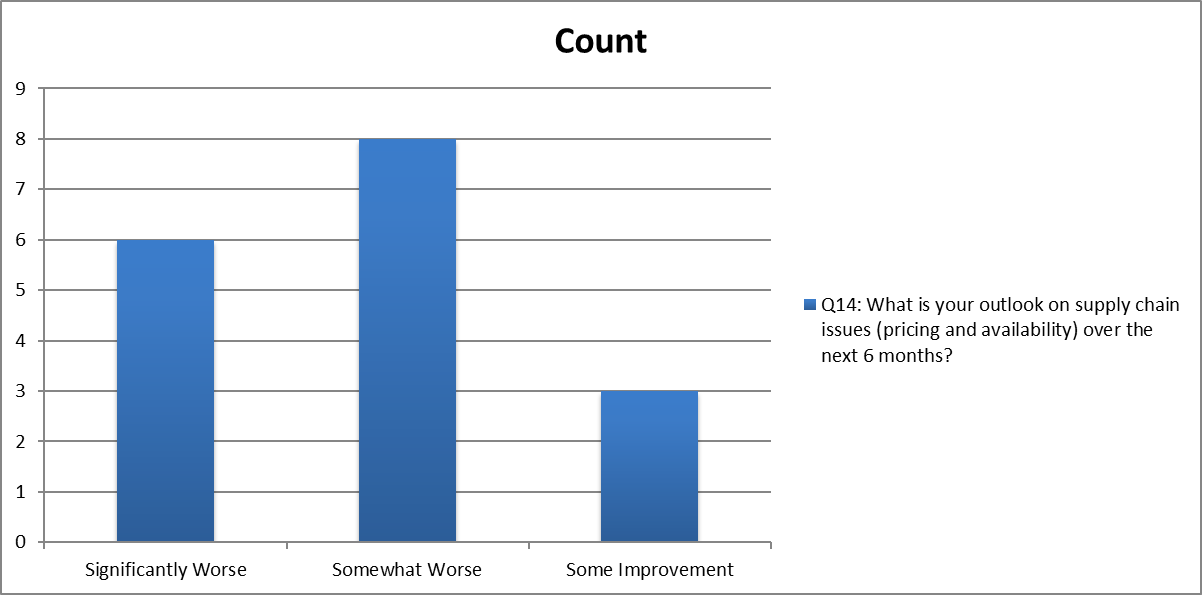 Count
9
8
7
6
5
4
3
2
1
0
Significantly Worse
Somewhat Worse
Some Improvement
Q14: What is your outlook on supply chain
issues (pricing and availability) over the
next 6 months?